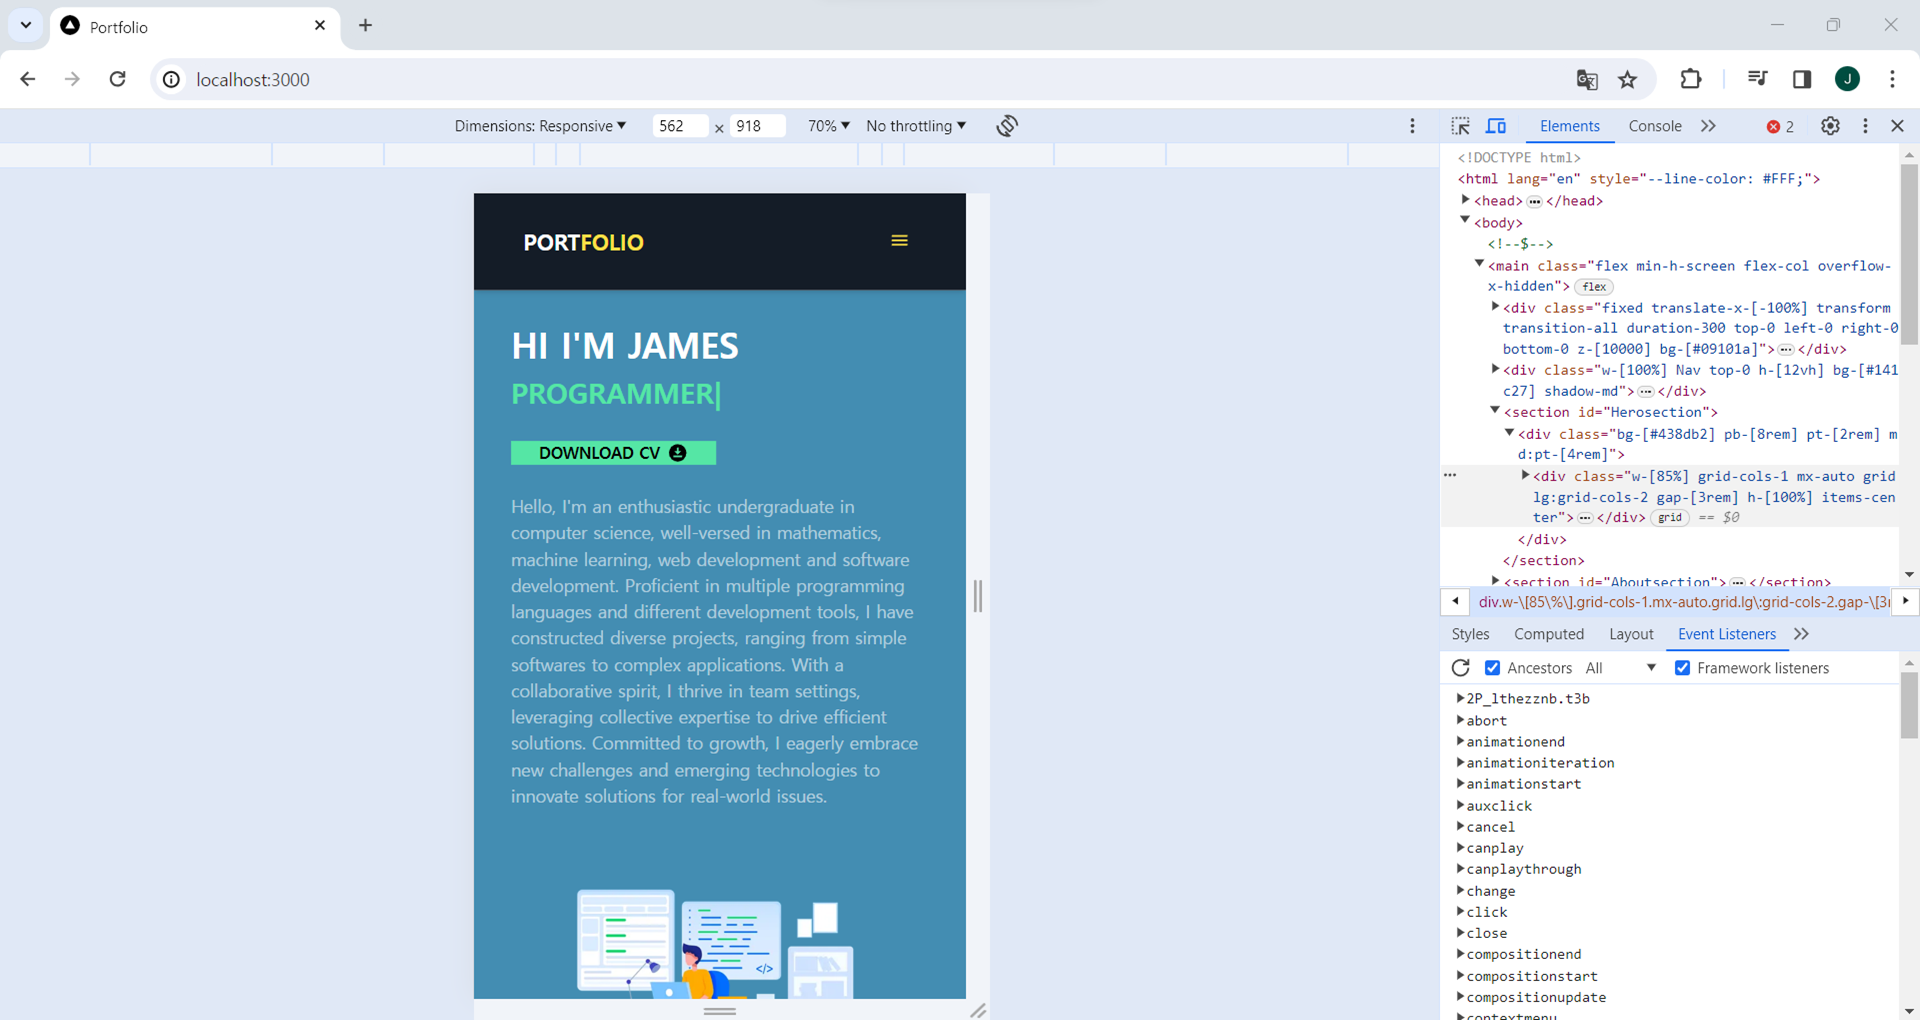 Portfolio
localhost:3000
J
Dimensions: Responsive 562 × 918 70% No throttling
Elements Console 2
PORTFOLIO
HI I'M JAMES
PROGRAMMER|
DOWNLOAD CV
Hello, I'm an enthusiastic undergraduate in
computer science, well-versed in mathematics,
machine learning, web development and software
development. Proficient in multiple programming
languages and different development tools, I have
constructed diverse projects, ranging from simple
softwares to complex applications. With a
collaborative spirit, I thrive in team settings,
leveraging collective expertise to drive efficient
solutions. Committed to growth, I eagerly embrace
new challenges and emerging technologies to
innovate solutions for real-world issues.
</>
<!DOCTYPE html>
<html lang="en" style="--line-color: #FFF;">
<head>…</head>
<body>
<!--$-->
<main class="flex min-h-screen flex-col overflow-
x-hidden"> flex
<div class="fixed translate-x-[-100%] transform
transition-all duration-300 top-0 left-0 right-0
bottom-0 z-[10000] bg-[#09101a]">…</div>
<div class="w-[100%] Nav top-0 h-[12vh] bg-[#141
c27] shadow-md">…</div>
<section id="Herosection">
<div class="bg-[#438db2] pb-[8rem] pt-[2rem] m
d:pt-[4rem]">
<div class="w-[85%] grid-cols-1 mx-auto grid
lg:grid-cols-2 gap-[3rem] h-[100%] items-cen
ter">…</div> grid == $0
</div>
</section>
<section id="Aboutsection">…</section>
div.w-\[85\%\].grid-cols-1.mx-auto.grid.lg\:grid-cols-2.gap-\[3r
Styles Computed Layout Event Listeners
Ancestors All Framework listeners
2P_lthezznb.t3b
abort
animationend
animationiteration
animationstart
auxclick
cancel
canplay
canplaythrough
change
click
close
compositionend
compositionstart
compositionupdate
contextmenu